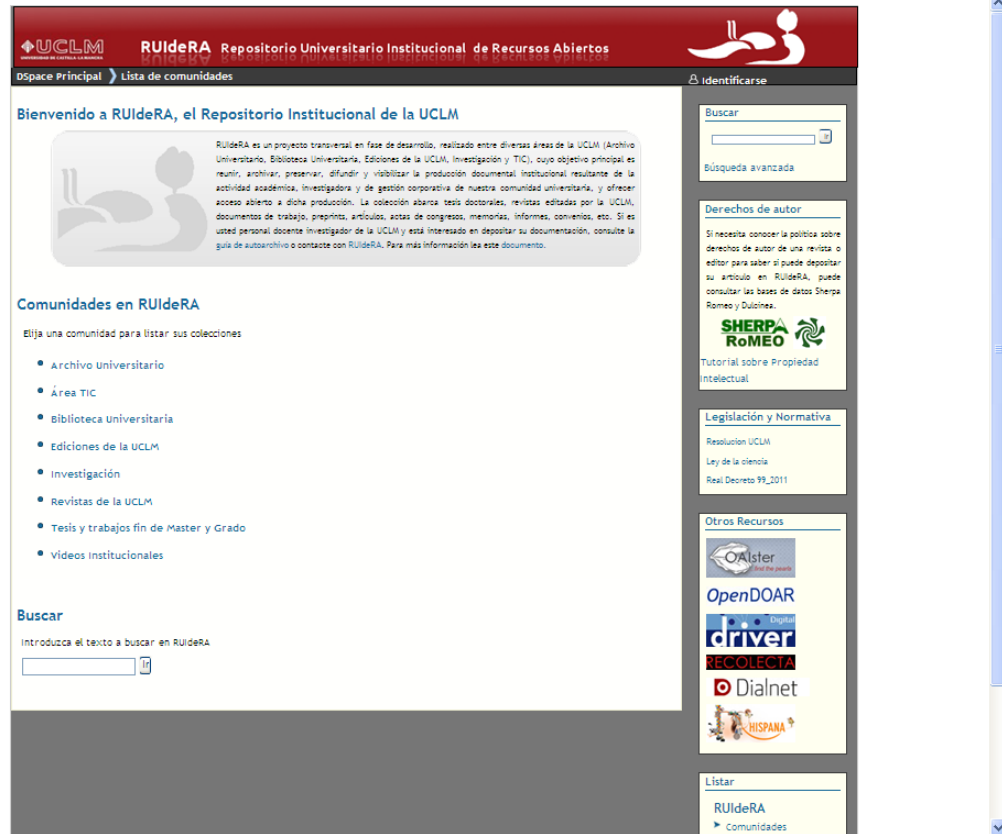 UCLM
UNIVERSIDAD DE CASTILLA-LA MANCHA
RUIdeRA Repositorio Universitario Institucional de Recursos Abiertos
DSpace Principal ❯ Lista de comunidades
Identificarse
Bienvenido a RUIdeRA, el Repositorio Institucional de la UCLM
RUIdeRA es un proyecto transversal en fase de desarrollo, realizado entre diversas áreas de la UCLM (Archivo
Universitario, Biblioteca Universitaria, Ediciones de la UCLM, Investigación y TIC), cuyo objetivo principal es
reunir, archivar, preservar, difundir y visibilizar la producción documental institucional resultante de la
actividad académica, investigadora y de gestión corporativa de nuestra comunidad universitaria, y ofrecer
acceso abierto a dicha producción. La colección abarca tesis doctorales, revistas editadas por la UCLM,
documentos de trabajo, preprints, artículos, actas de congresos, memorias, informes, convenios, etc. Si es
usted personal docente investigador de la UCLM y está interesado en depositar su documentación, consulte la
guía de autoarchivo o contacte con RUIdeRA. Para más información lea este documento.
Comunidades en RUIdeRA
Elija una comunidad para listar sus colecciones
Archivo Universitario
Área TIC
Biblioteca Universitaria
Ediciones de la UCLM
Investigación
Revistas de la UCLM
Tesis y trabajos fin de Master y Grado
Vídeos Institucionales
Buscar
Introduzca el texto a buscar en RUIdeRA
Ir
Buscar
Ir
Búsqueda avanzada
Derechos de autor
Si necesita conocer la política sobre
derechos de autor de una revista o
editor para saber si puede depositar
su artículo en RUIdeRA, puede
consultar las bases de datos Sherpa
Romeo y Dulcinea.
SHERPA
RoMEO
Tutorial sobre Propiedad
Intelectual
Legislación y Normativa
Resolucion UCLM
Ley de la ciencia
Real Decreto 99_2011
Otros Recursos
OAIster
find the pearls
OpenDOAR
Digital
driver
RECOLECTA
Dialnet
HISPANA
Listar
RUIdeRA
Comunidades